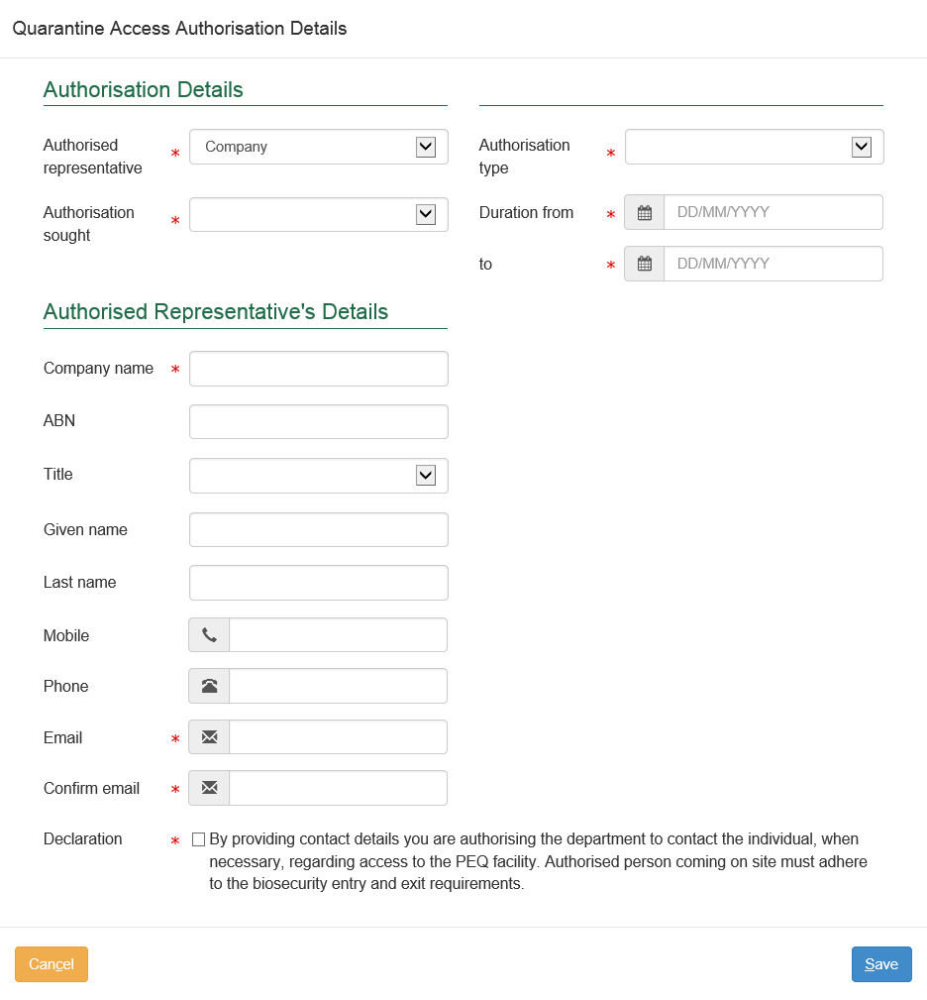 Quarantine Access Authorisation Details
Authorisation Details
Authorised
representative
*
Company
Authorisation
sought
*
Authorisation
type
*
Duration from
*
DD/MM/YYYY
to
*
DD/MM/YYYY
Authorised Representative's Details
Company name *
ABN
Title
Given name
Last name
Mobile
Phone
Email *
Confirm email *
Declaration *
By providing contact details you are authorising the department to contact the individual, when
necessary, regarding access to the PEQ facility. Authorised person coming on site must adhere
to the biosecurity entry and exit requirements.
Cancel
Save